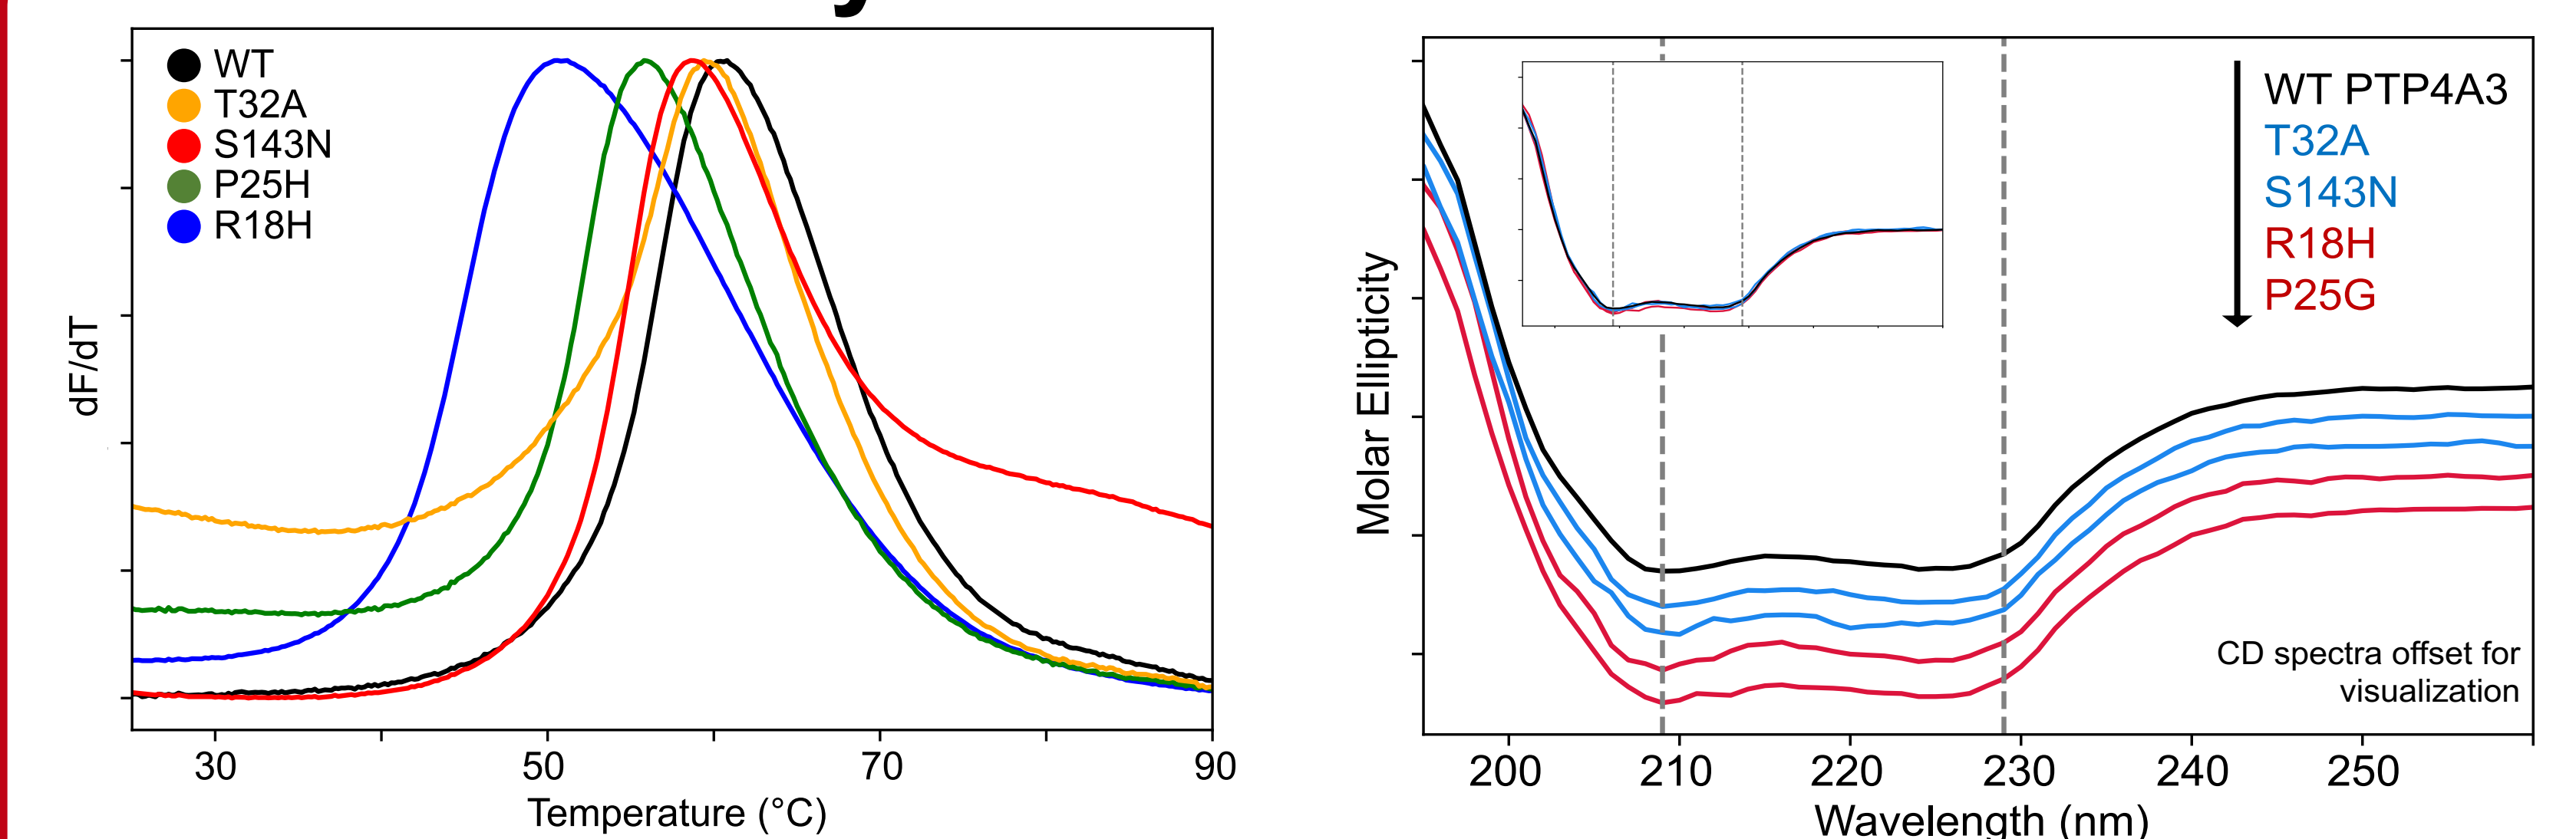 WT
T32A
S143N
P25H
R18H
dF/dT
30 50 70 90
Temperature (°C)
WT PTP4A3
T32A
S143N
R18H
P25G
Molar Ellipticity
CD spectra offset for
visualization
200 210 220 230 240 250
Wavelength (nm)